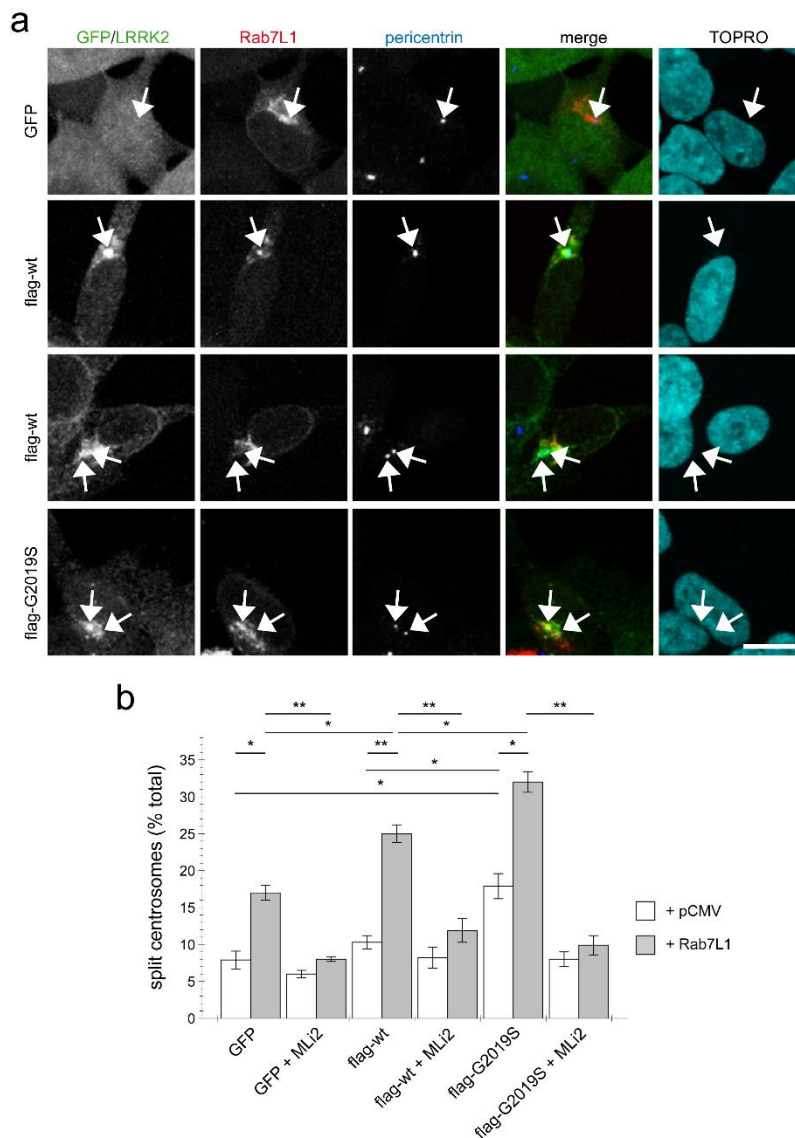 a
GFP/LRRK2 Rab7L1 pericentrin merge TOPRO
GFP
flag-wt
flag-wt
flag-G2019S
b
** ** **
* *
* ** *
*
*
split centrosomes (% total)
35
30
25
20
15
10
5
0
+ pCMV
+ Rab7L1
GFP
GFP + MLi2
flag-wt
flag-wt + MLi2
flag-G2019S
flag-G2019S + MLi2